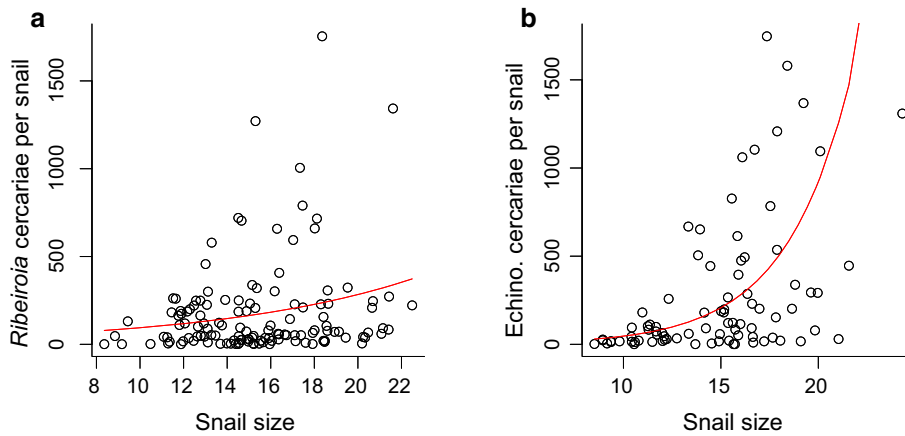 a
Ribeiroia cercariae per snail
1500
1000
500
0
8 10 12 14 16 18 20 22
Snail size
b
Echino. cercariae per snail
1500
1000
500
0
10 15 20
Snail size